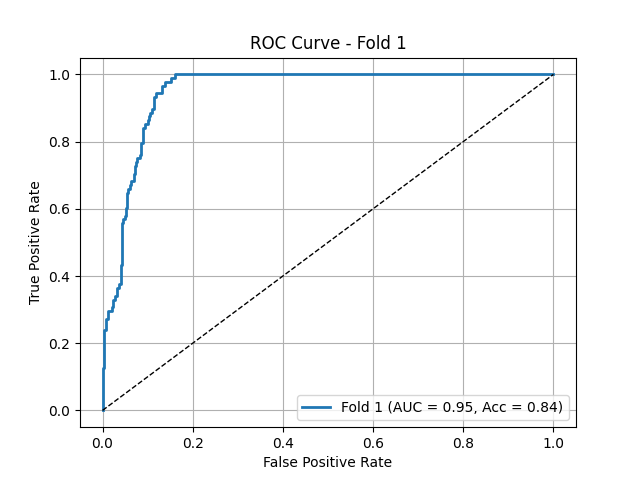 ROC Curve - Fold 1
True Positive Rate
1.0
0.8
0.6
0.4
0.2
0.0
Fold 1 (AUC = 0.95, Acc = 0.84)
0.0 0.2 0.4 0.6 0.8 1.0
False Positive Rate